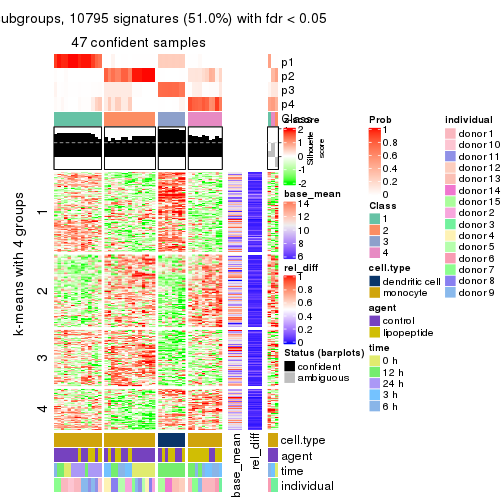 subgroups, 10795 signatures (51.0%) with fdr < 0.05
47 confident samples
p1
p2
p3
p4
Class
Silhouette
score
k-means with 4 groups
1
2
3
4
base_mean
rel_diff
cell.type
agent
time
individual
z-score
2
1
0
-1
-2
base_mean
14
12
10
8
6
rel_diff
1
0.8
0.6
0.4
0.2
0
Status (barplots)
confident
ambiguous
Prob
1
0.8
0.6
0.4
0.2
0
Class
1
2
3
4
cell.type
dendritic cell
monocyte
agent
control
lipopeptide
time
0 h
12 h
24 h
3 h
6 h
individual
donor1
donor10
donor11
donor12
donor13
donor14
donor15
donor2
donor3
donor4
donor5
donor6
donor7
donor8
donor9